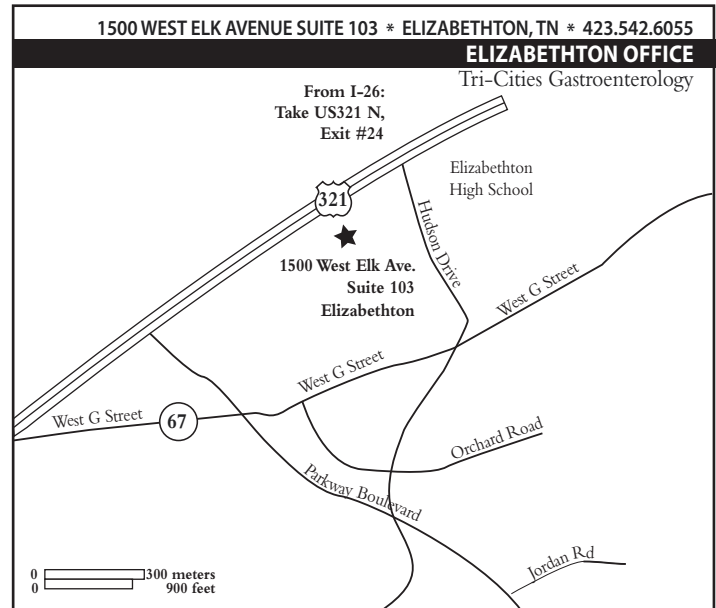 1500 WEST ELK AVENUE SUITE 103 * ELIZABETHTON, TN * 423.542.6055
ELIZABETHTON OFFICE
Tri-Cities Gastroenterology
From I-26:
Take US321 N,
Exit #24
Elizabethton
High School
321
Hudson Drive
1500 West Elk Ave.
Suite 103
Elizabethton
West G Street
West G Street
West G Street
67
Orchard Road
Parkway Boulevard
Jordan Rd
0 300 meters
0 900 feet